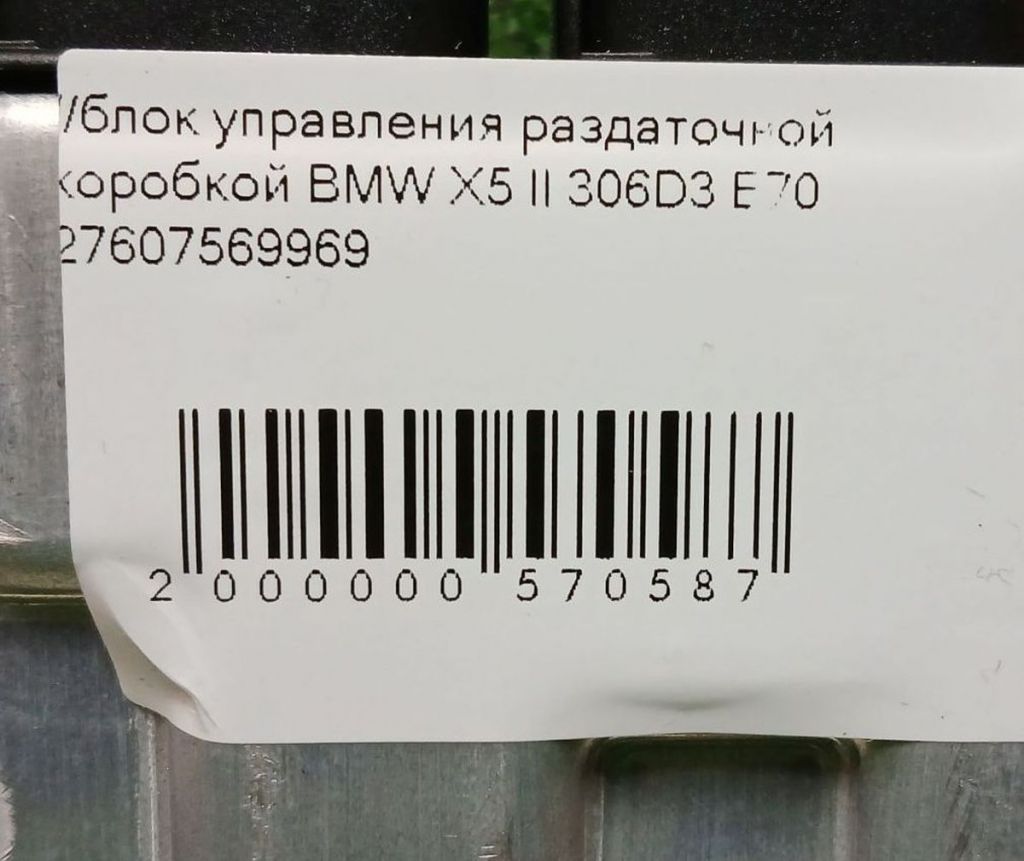 /блок управления раздаточной
коробкой BMW X5 II 306D3 E70
27607569969
2 000000 570587